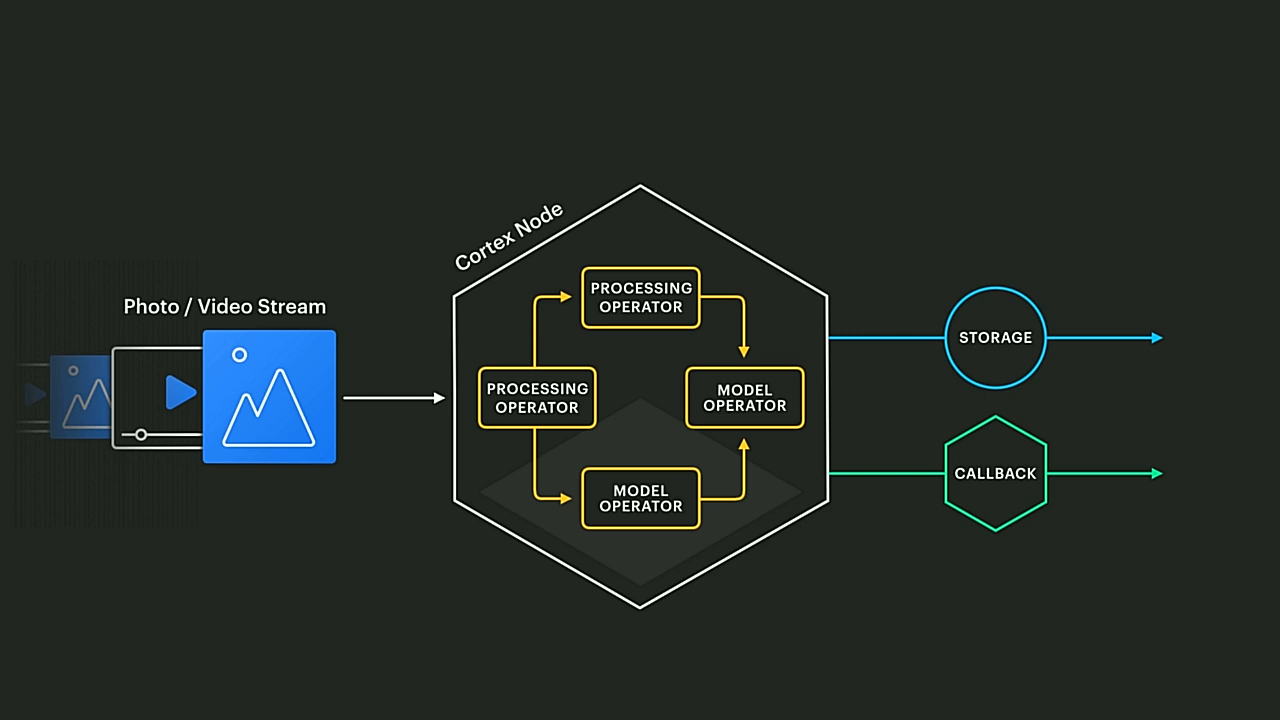 Photo / Video Stream
Cortex Node
PROCESSING
OPERATOR
PROCESSING
OPERATOR
MODEL
OPERATOR
MODEL
OPERATOR
STORAGE
CALLBACK